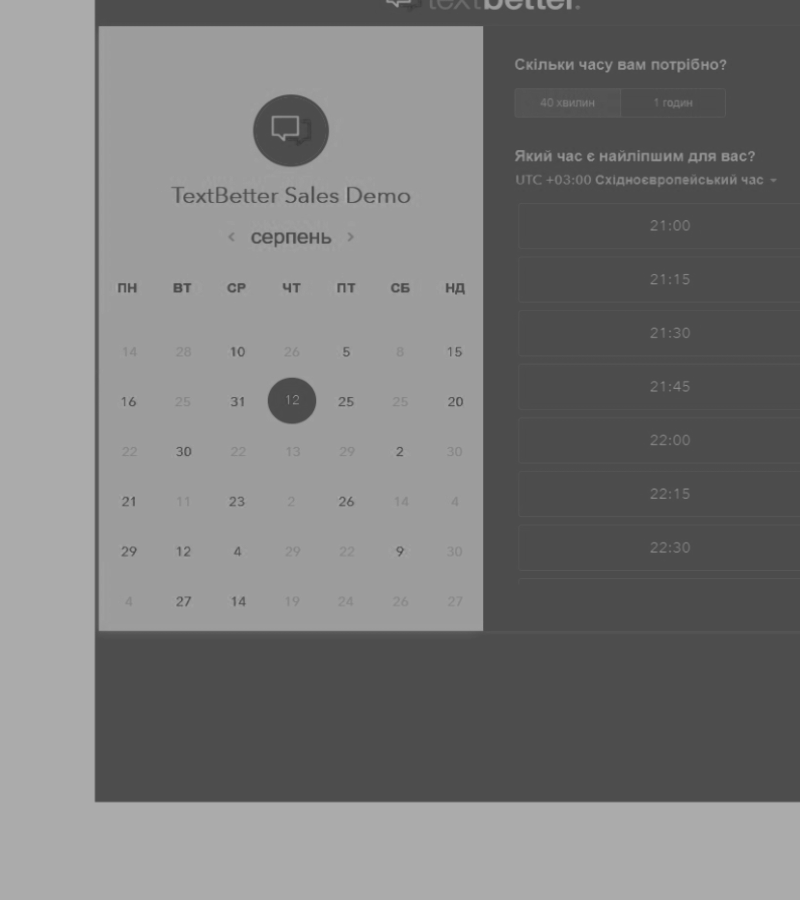 textbetter.
TextBetter Sales Demo
серпень
ПН ВТ СР ЧТ ПТ СБ НД
14 28 10 26 5 8 15
16 25 31 12 25 25 20
22 30 22 13 29 2 30
21 11 23 2 26 14 4
29 12 4 29 22 9 30
4 27 14 19 24 26 27
Скільки часу вам потрібно?
40 хвилин 1 годин
Який час є найліпшим для вас?
UTC +03:00 Східноєвропейський час
21:00
21:15
21:30
21:45
22:00
22:15
22:30